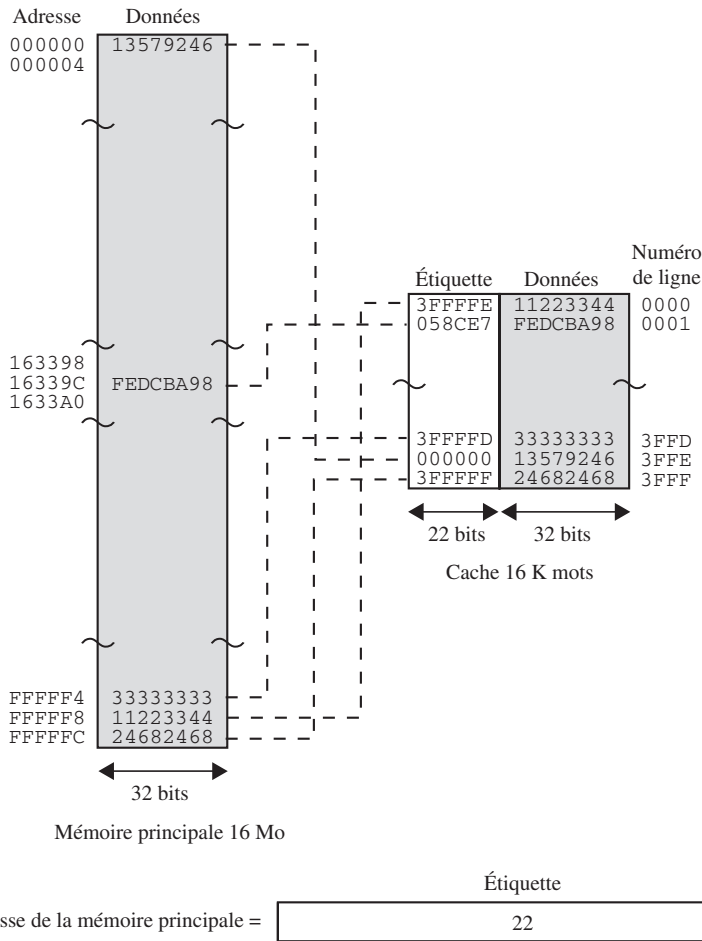 Adresse Données
000000 13579246
000004
Numéro
de ligne
Étiquette Données
3FFFFE 11223344 0000
058CE7 FEDCBA98 0001
163398
16339C FEDCBA98
1633A0
3FFFFD 33333333 3FFD
000000 13579246 3FFE
3FFFFF 24682468 3FFF
22 bits 32 bits
Cache 16 K mots
FFFFF4 33333333
FFFFF8 11223344
FFFFFC 24682468
32 bits
Mémoire principale 16 Mo
Étiquette
sse de la mémoire principale = 22